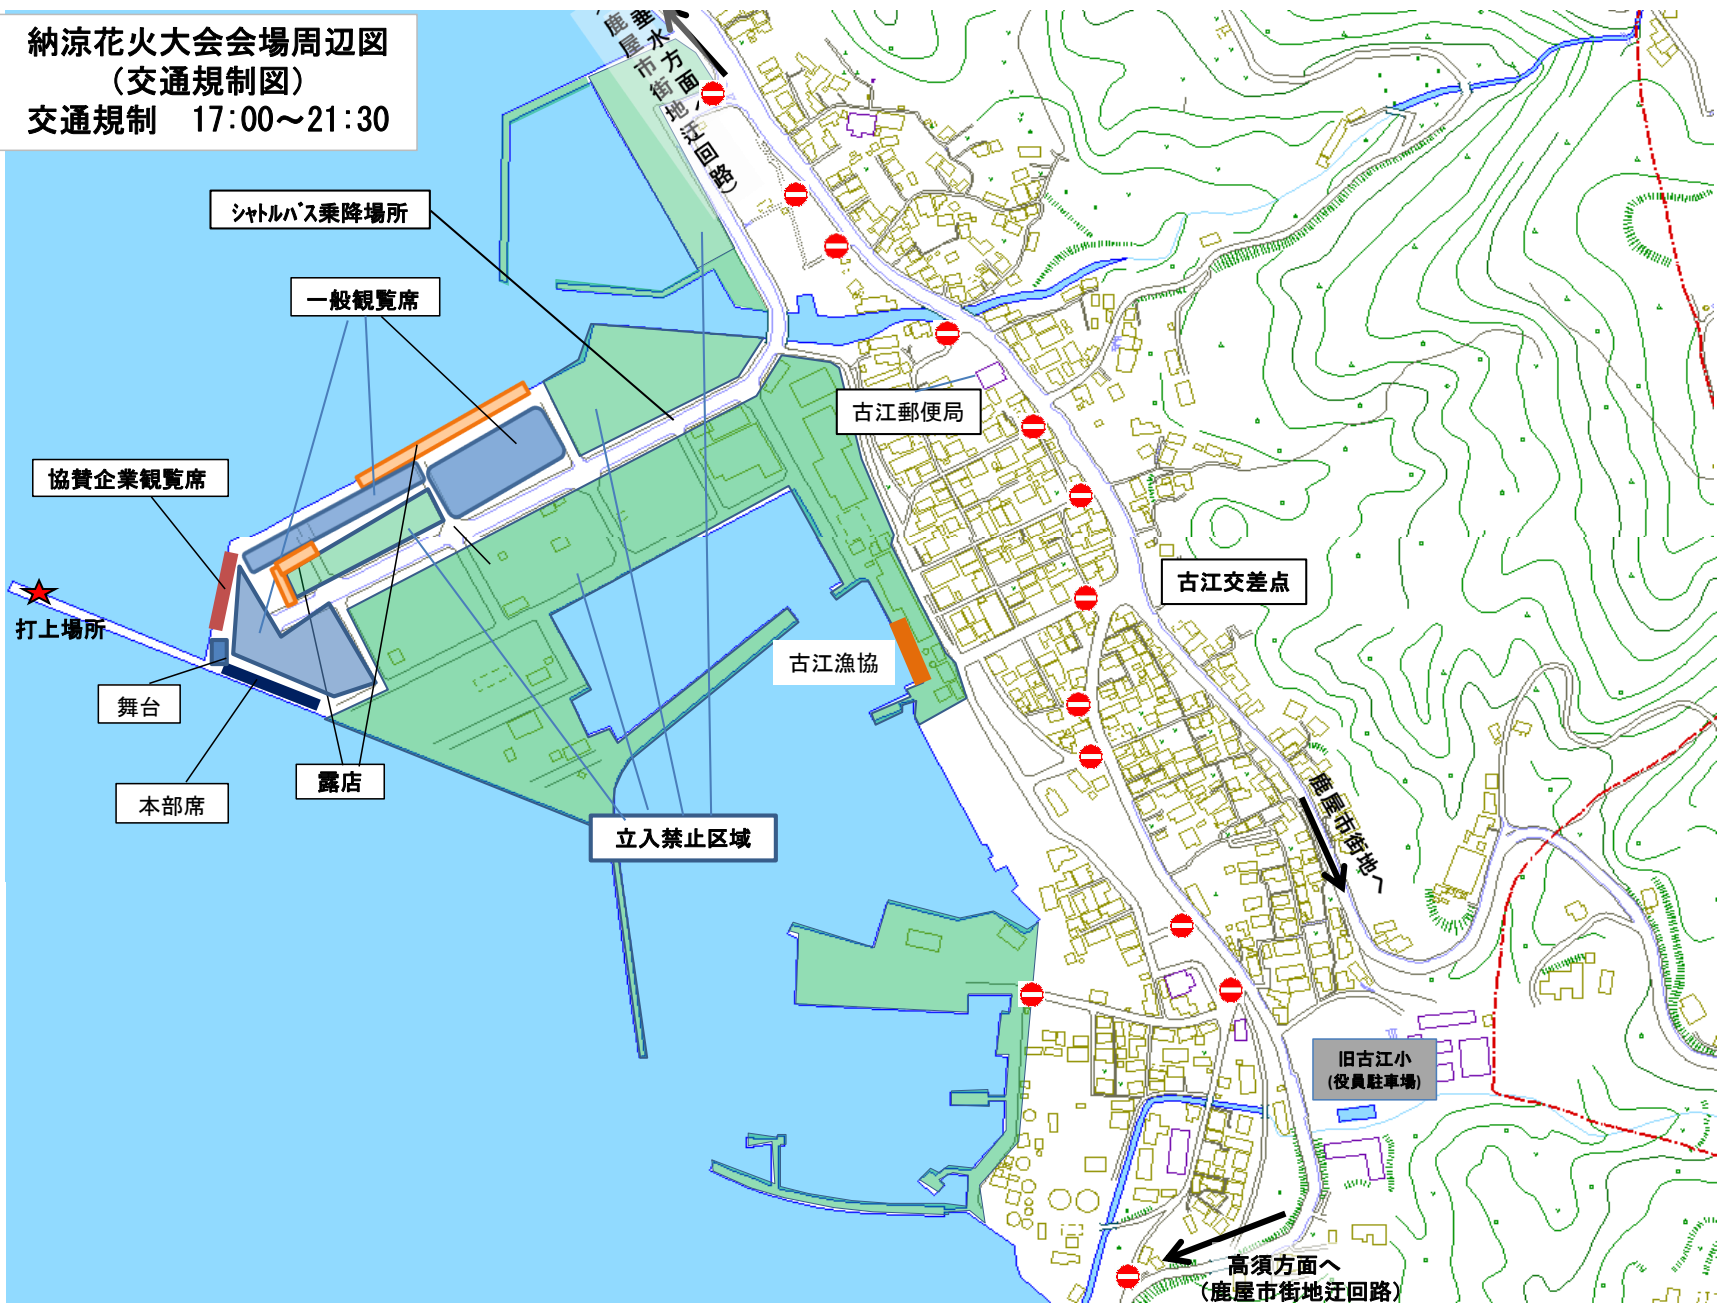 納涼花火大会会場周辺図
（交通規制図）
交通規制　17:00～21:30
垂水方面へ
（鹿屋市街地迂回路）
ｼｬﾄﾙﾊﾞｽ乗降場所
一般観覧席
古江郵便局
協賛企業観覧席
古江交差点
打上場所
古江漁協
舞台
露店
本部席
立入禁止区域
鹿屋市街地へ
旧古江小
(役員駐車場)
高須方面へ
（鹿屋市街地迂回路）